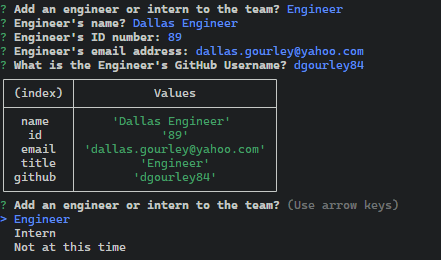 ? Add an engineer or intern to the team? Engineer
? Engineer's name? Dallas Engineer
? Engineer's ID number: 89
? Engineer's email address: dallas.gourley@yahoo.com
? What is the Engineer's GitHub Username? dgourley84
(index) Values
name 'Dallas Engineer'
id '89'
email 'dallas.gourley@yahoo.com'
title 'Engineer'
github 'dgourley84'
? Add an engineer or intern to the team? (Use arrow keys)
> Engineer
Intern
Not at this time